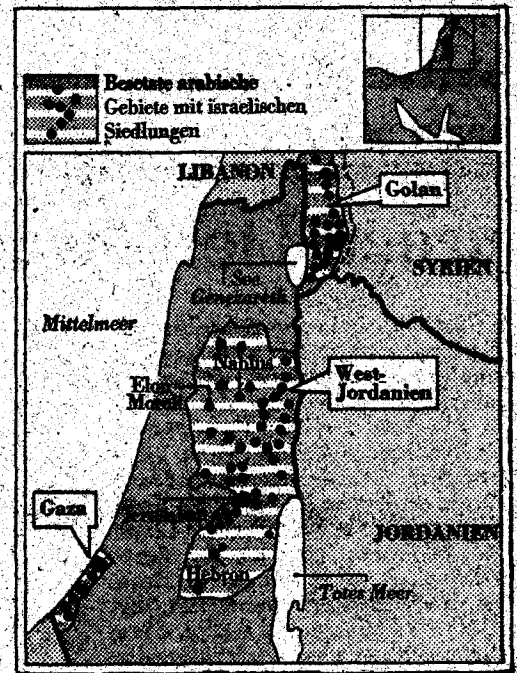 Besetzte arabische
Gebiete mit israelischen
Siedlungen
LIBANON
Golan
SYRIEN
See
Genezareth
Mittelmeer
Nablus
Elon
Moreh
West-
Jordanien
Gaza
JORDANIEN
Hebron
Totes Meer